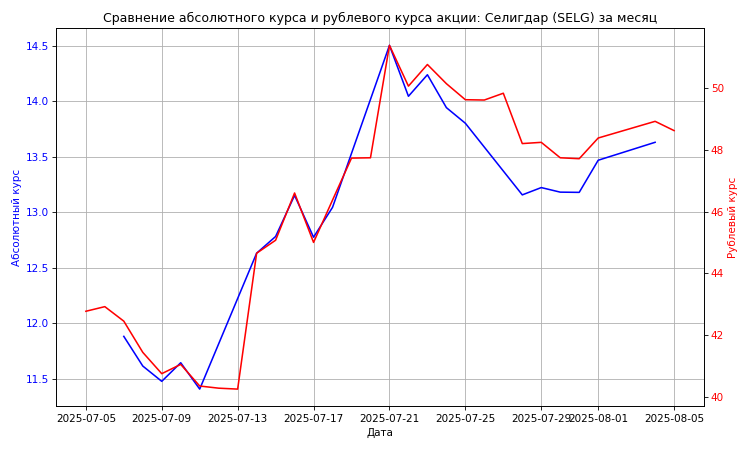 Сравнение абсолютного курса и рублевого курса акции: Селигдар (SELG) за месяц
14.5
14.0
13.5
13.0
12.5
12.0
11.5
Абсолютный курс
50
48
46
44
42
40
Рублевый курс
2025-07-05 2025-07-09 2025-07-13 2025-07-17 2025-07-21 2025-07-25 2025-07-29 2025-08-01 2025-08-05
Дата